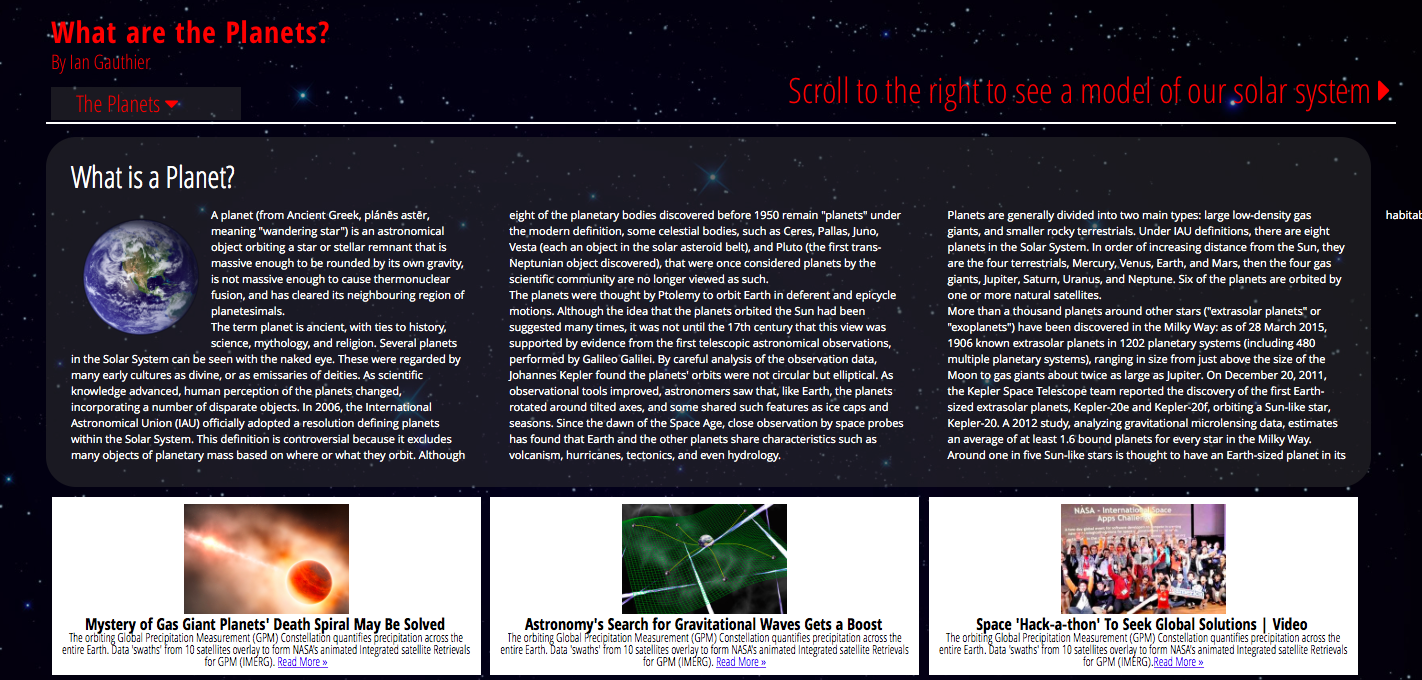 What are the Planets?
By Ian Gauthier.
The Planets
Scroll to the right to see a model of our solar system
What is a Planet?
A planet (from Ancient Greek, plánēs astēr,
meaning "wandering star") is an astronomical
object orbiting a star or stellar remnant that is
massive enough to be rounded by its own gravity,
is not massive enough to cause thermonuclear
fusion, and has cleared its neighbouring region of
planetesimals.
The term planet is ancient, with ties to history,
science, mythology, and religion. Several planets
in the Solar System can be seen with the naked eye. These were regarded by
many early cultures as divine, or as emissaries of deities. As scientific
knowledge advanced, human perception of the planets changed,
incorporating a number of disparate objects. In 2006, the International
Astronomical Union (IAU) officially adopted a resolution defining planets
within the Solar System. This definition is controversial because it excludes
many objects of planetary mass based on where or what they orbit. Although
eight of the planetary bodies discovered before 1950 remain "planets" under
the modern definition, some celestial bodies, such as Ceres, Pallas, Juno,
Vesta (each an object in the solar asteroid belt), and Pluto (the first trans-
Neptunian object discovered), that were once considered planets by the
scientific community are no longer viewed as such.
The planets were thought by Ptolemy to orbit Earth in deferent and epicycle
motions. Although the idea that the planets orbited the Sun had been
suggested many times, it was not until the 17th century that this view was
supported by evidence from the first telescopic astronomical observations,
performed by Galileo Galilei. By careful analysis of the observation data,
Johannes Kepler found the planets' orbits were not circular but elliptical. As
observational tools improved, astronomers saw that, like Earth, the planets
rotated around tilted axes, and some shared such features as ice caps and
seasons. Since the dawn of the Space Age, close observation by space probes
has found that Earth and the other planets share characteristics such as
volcanism, hurricanes, tectonics, and even hydrology.
Planets are generally divided into two main types: large low-density gas
giants, and smaller rocky terrestrials. Under IAU definitions, there are eight
planets in the Solar System. In order of increasing distance from the Sun, they
are the four terrestrials, Mercury, Venus, Earth, and Mars, then the four gas
giants, Jupiter, Saturn, Uranus, and Neptune. Six of the planets are orbited by
one or more natural satellites.
More than a thousand planets around other stars ("extrasolar planets" or
"exoplanets") have been discovered in the Milky Way: as of 28 March 2015,
1906 known extrasolar planets in 1202 planetary systems (including 480
multiple planetary systems), ranging in size from just above the size of the
Moon to gas giants about twice as large as Jupiter. On December 20, 2011,
the Kepler Space Telescope team reported the discovery of the first Earth-
sized extrasolar planets, Kepler-20e and Kepler-20f, orbiting a Sun-like star,
Kepler-20. A 2012 study, analyzing gravitational microlensing data, estimates
an average of at least 1.6 bound planets for every star in the Milky Way.
Around one in five Sun-like stars is thought to have an Earth-sized planet in its
habitab
Mystery of Gas Giant Planets' Death Spiral May Be Solved
The orbiting Global Precipitation Measurement (GPM) Constellation quantifies precipitation across the
entire Earth. Data 'swaths' from 10 satellites overlay to form NASA's animated Integrated satellite Retrievals
for GPM (IMERG). Read More »
Astronomy's Search for Gravitational Waves Gets a Boost
The orbiting Global Precipitation Measurement (GPM) Constellation quantifies precipitation across the
entire Earth. Data 'swaths' from 10 satellites overlay to form NASA's animated Integrated satellite Retrievals
for GPM (IMERG). Read More »
NASA - International Space
Apps Challenge
Space 'Hack-a-thon' To Seek Global Solutions | Video
The orbiting Global Precipitation Measurement (GPM) Constellation quantifies precipitation across the
entire Earth. Data 'swaths' from 10 satellites overlay to form NASA's animated Integrated satellite Retrievals
for GPM (IMERG).Read More »